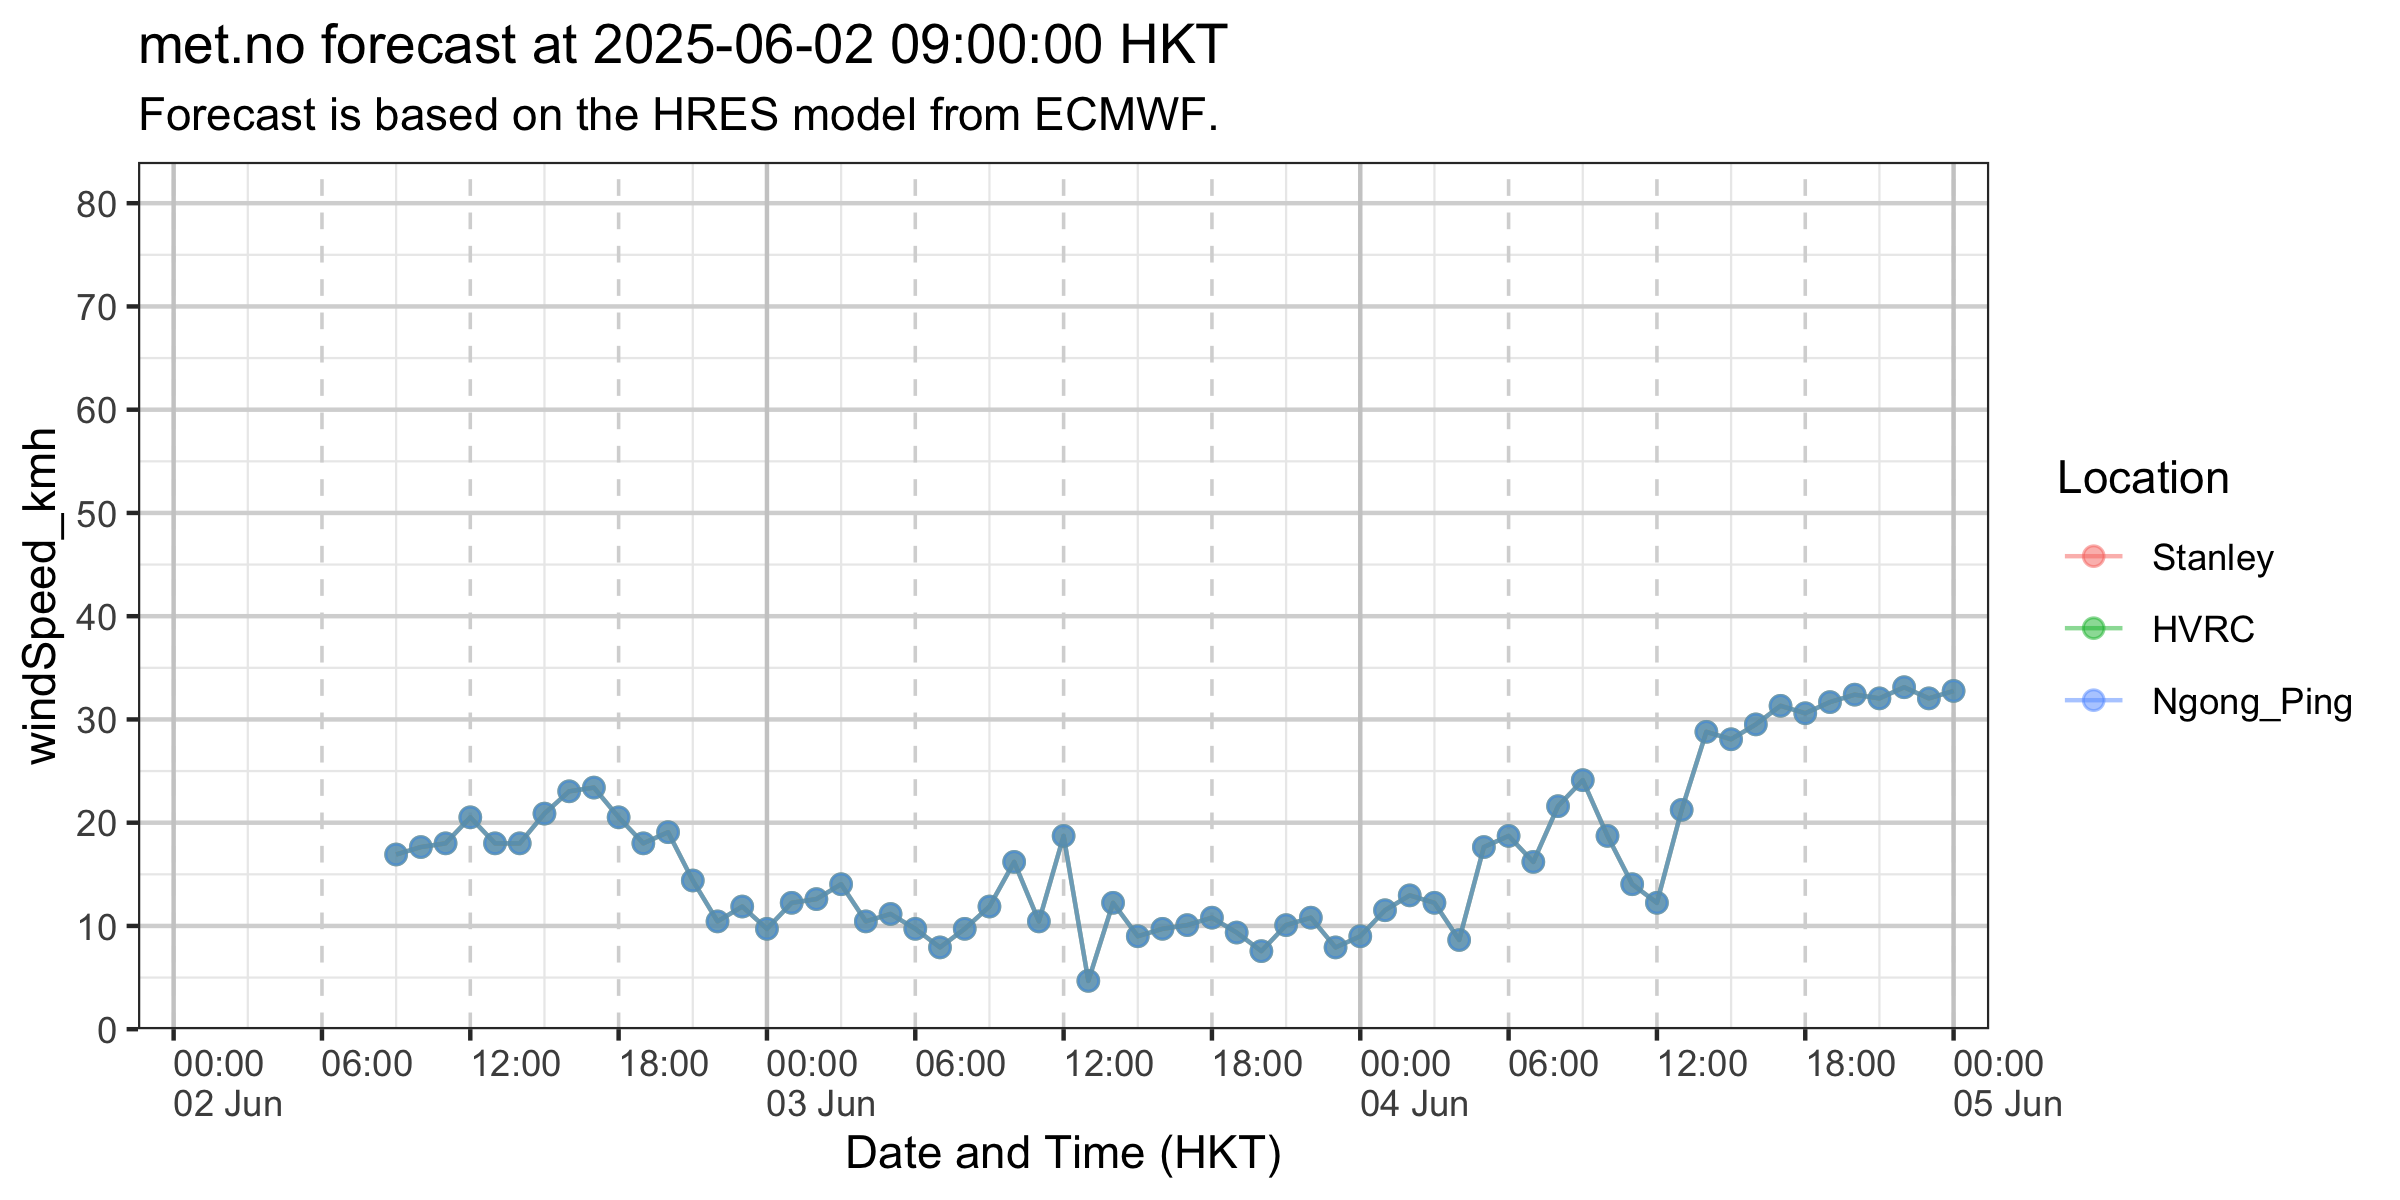 met.no forecast at 2025-06-02 09:00:00 HKT
Forecast is based on the HRES model from ECMWF.
windSpeed_kmh
80
70
60
50
40
30
20
10
0
00:00 06:00 12:00 18:00 00:00 06:00 12:00 18:00 00:00 06:00 12:00 18:00 00:00
02 Jun 03 Jun 04 Jun 05 Jun
Date and Time (HKT)
Location
Stanley
HVRC
Ngong_Ping